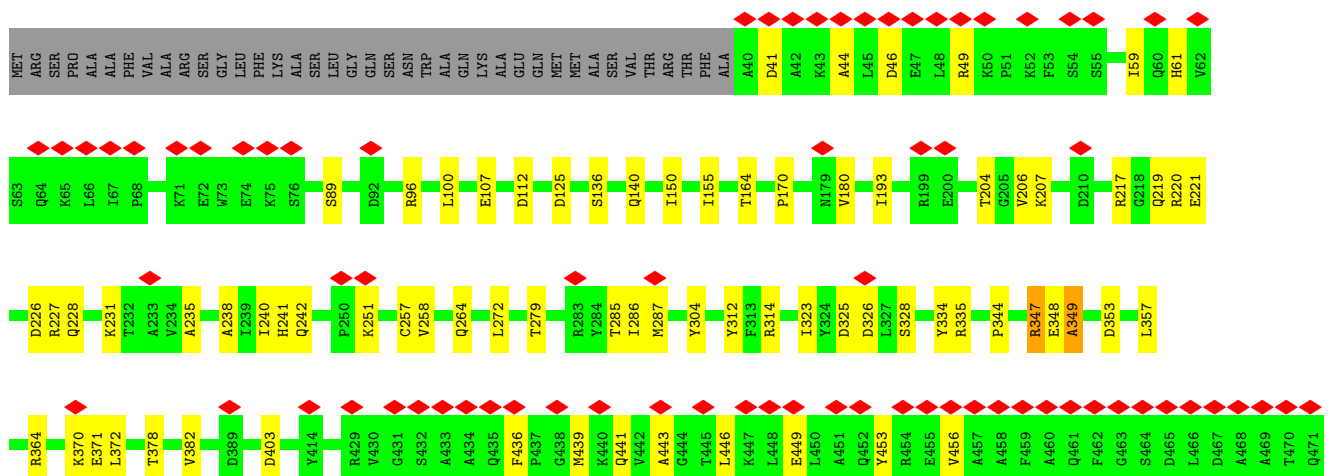 MET ARG SER PRO ALA ALA PHE VAL ALA ARG SER GLY LEU PHE LYS ALA SER LEU GLY GLN SER ASN TRP ALA GLN LYS ALA GLU GLN MET MET ALA SER VAL THR ARG THR PHE ALA A40 D41 A42 K43 A44 L45 D46 E47 L48 R49 K50 P51 K52 F53 S54 S55 I59 Q60 H61 V62
S63 Q64 K65 L66 I67 P68 K71 E72 W73 E74 K75 S76 S89 D92 R96 L100 E107 D112 D125 S136 Q140 I150 I155 T164 P170 N179 V180 I193 R199 E200 T204 G205 V206 K207 D210 R217 G218 Q219 R220 E221
D226 R227 Q228 K231 T232 A233 V234 A235 A238 I239 I240 H241 Q242 P250 K251 C257 V258 Q264 L272 T279 R283 Y284 T285 I286 M287 Y304 Y312 F313 R314 I323 Y324 D325 D326 L327 S328 Y334 R335 P344 R347 E348 A349 D353 L357
R364 K370 E371 L372 T378 V382 D389 D403 Y414 R429 V430 G431 S432 A433 A434 Q435 F436 P437 G438 M439 K440 Q441 V442 A443 G444 T445 L446 K447 L448 E449 L450 A451 Q452 Y453 R454 E455 V456 A457 A458 F459 A460 Q461 F462 G463 S464 D465 L466 D467 A468 A469 T470 Q471